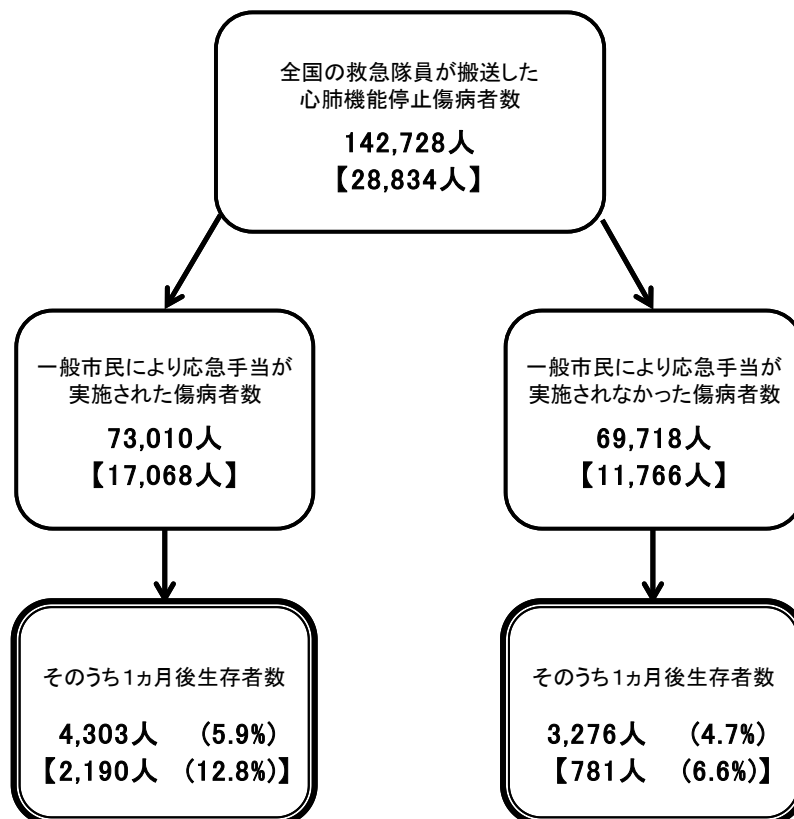 全国の救急隊員が搬送した
心肺機能停止傷病者数
142,728人
【28,834人】
一般市民により応急手当が
実施された傷病者数
73,010人
【17,068人】
一般市民により応急手当が
実施されなかった傷病者数
69,718人
【11,766人】
そのうち1ヵ月後生存者数
4,303人 (5.9%)
【2,190人 (12.8%)】
そのうち1ヵ月後生存者数
3,276人 (4.7%)
【781人 (6.6%)】